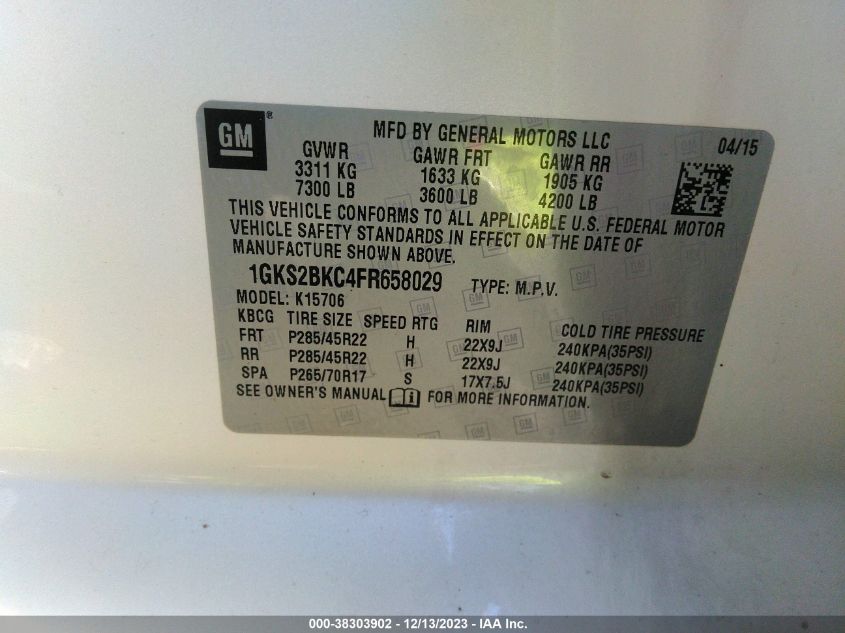 GM ® MFD BY GENERAL MOTORS LLC 04/15
GVWR GAWR FRT GAWR RR
3311 KG 1633 KG 1905 KG
7300 LB 3600 LB 4200 LB
THIS VEHICLE CONFORMS TO ALL APPLICABLE U.S. FEDERAL MOTOR
VEHICLE SAFETY STANDARDS IN EFFECT ON THE DATE OF
MANUFACTURE SHOWN ABOVE.
1GKS2BKC4FR658029 TYPE: M.P.V.
MODEL: K15706
KBCG TIRE SIZE SPEED RTG RIM COLD TIRE PRESSURE
FRT P285/45R22 H 22X9J 240KPA(35PSI)
RR P285/45R22 H 22X9J 240KPA(35PSI)
SPA P265/70R17 S 17X7.5J 240KPA(35PSI)
SEE OWNER'S MANUAL i FOR MORE INFORMATION.
000-38303902 - 12/13/2023 - IAA Inc.